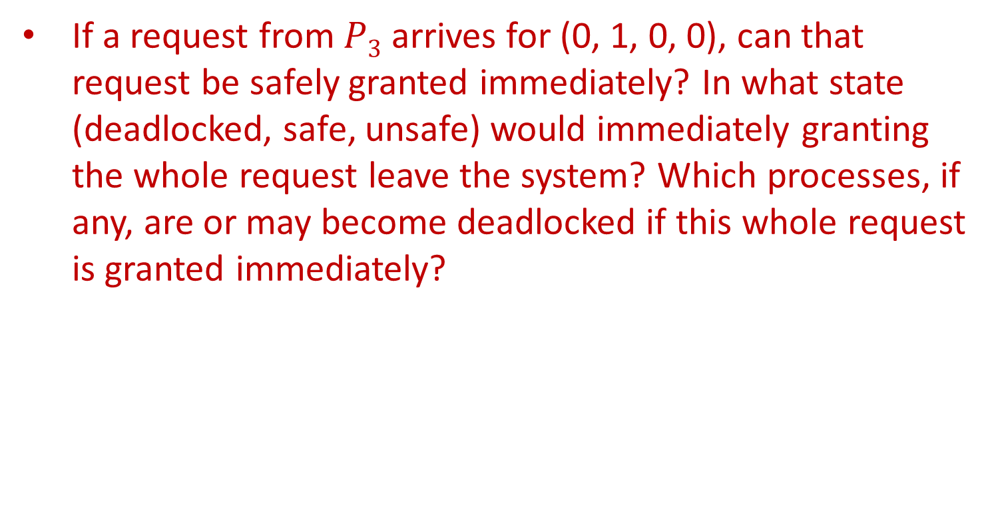 • If a request from P₃ arrives for (0, 1, 0, 0), can that
request be safely granted immediately? In what state
(deadlocked, safe, unsafe) would immediately granting
the whole request leave the system? Which processes, if
any, are or may become deadlocked if this whole request
is granted immediately?